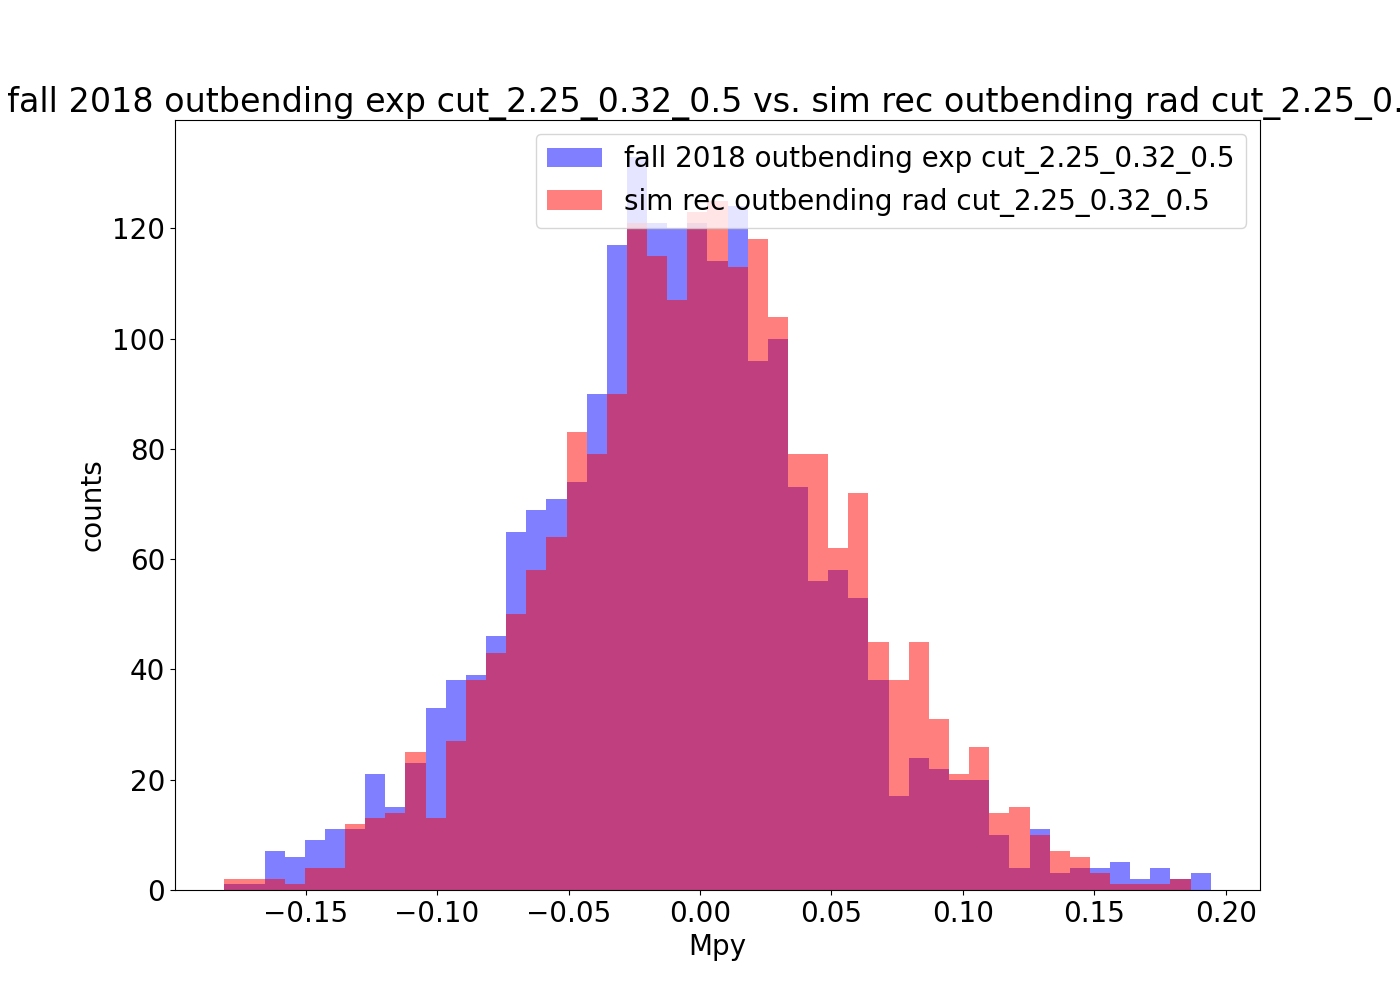 fall 2018 outbending exp cut_2.25_0.32_0.5 vs. sim rec outbending rad cut_2.25_0.
fall 2018 outbending exp cut_2.25_0.32_0.5
sim rec outbending rad cut_2.25_0.32_0.5
120
100
80
60
40
20
0
counts
−0.15 −0.10 −0.05 0.00 0.05 0.10 0.15 0.20
Mpy